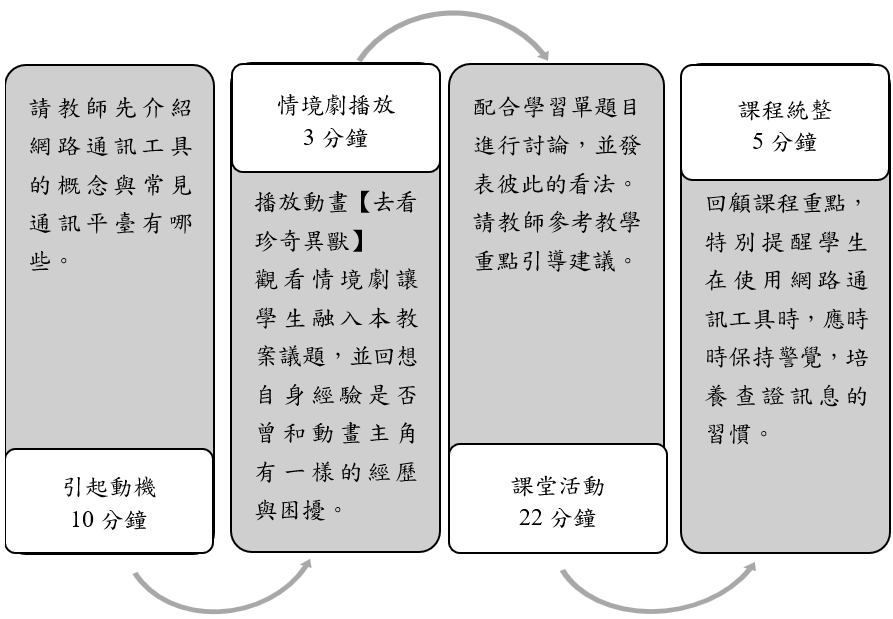 請教師先介紹
網路通訊工具
的概念與常見
通訊平臺有哪
些。
引起動機
10 分鐘
情境劇播放
3 分鐘
播放動畫【去看
珍奇異獸】
觀看情境劇讓
學生融入本教
案議題，並回想
自身經驗是否
曾和動畫主角
有一樣的經歷
與困擾。
配合學習單題目
進行討論，並發
表彼此的看法。
請教師參考教學
重點引導建議。
課堂活動
22 分鐘
課程統整
5 分鐘
回顧課程重點，
特別提醒學生
在使用網路通
訊工具時，應時
時保持警覺，培
養查證訊息的
習慣。